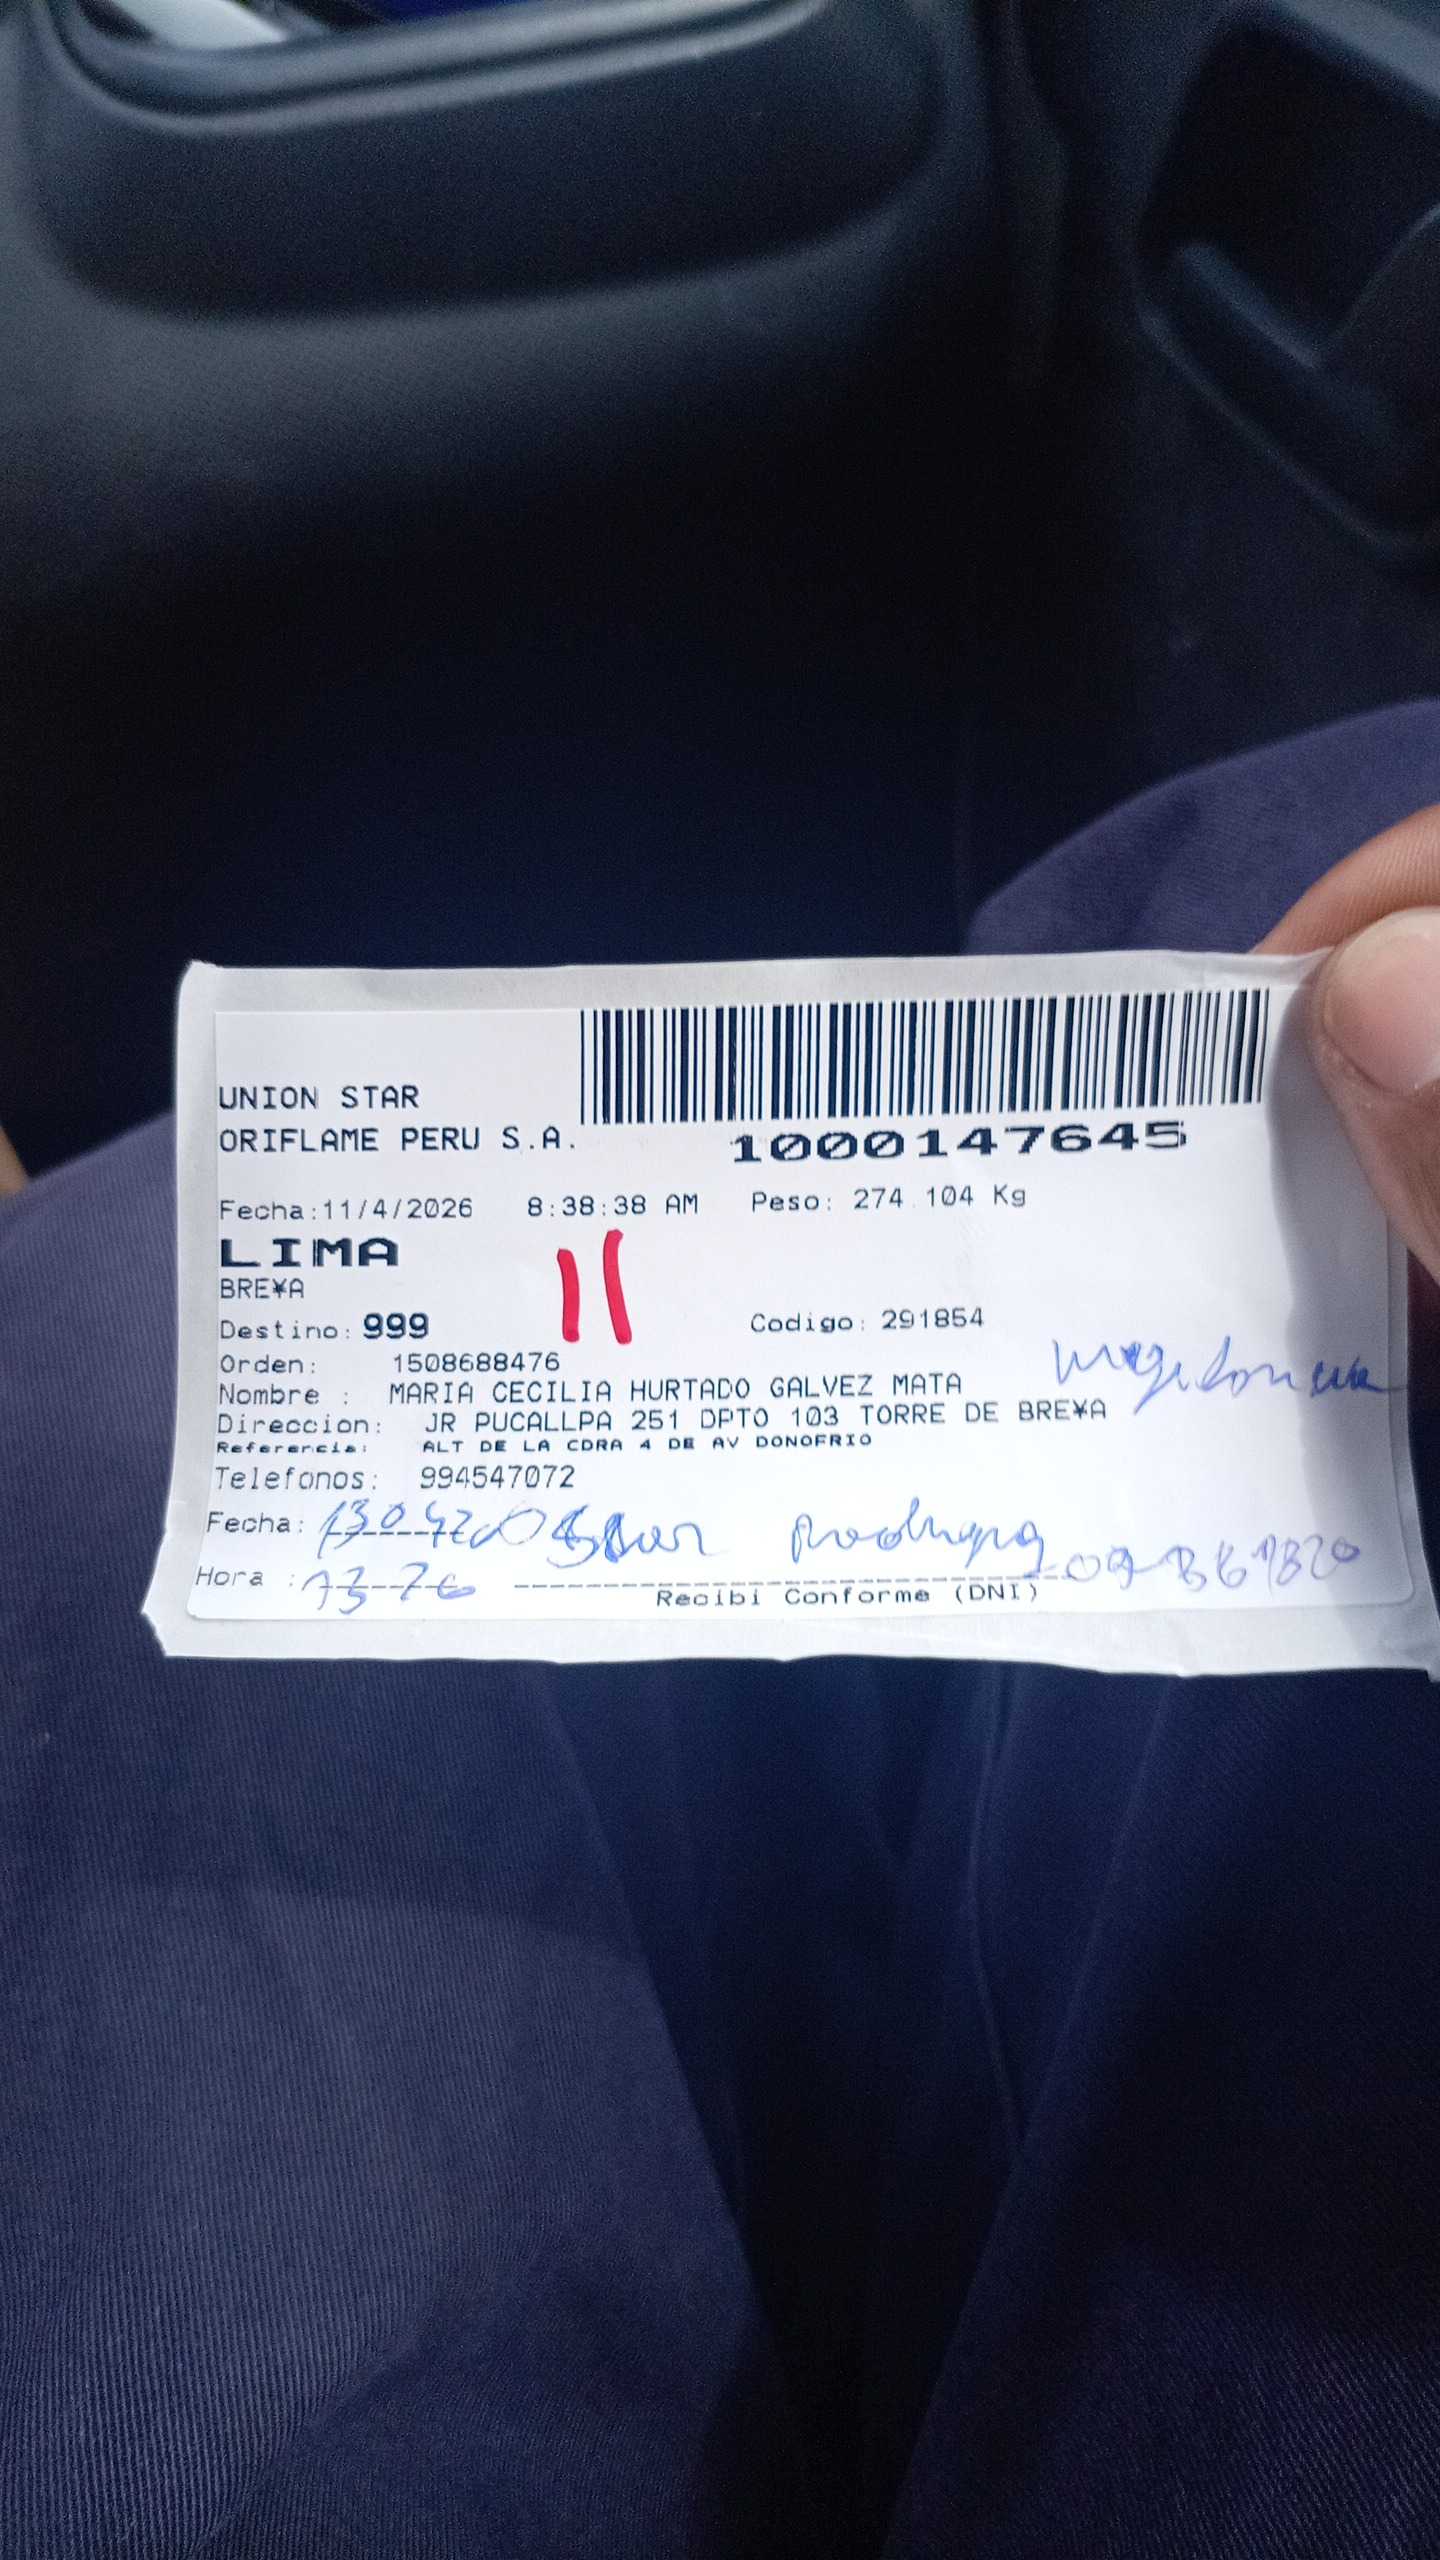 UNION STAR
ORIFLAME PERU S.A.
1000147645
Fecha:11/4/2026 8:38:38 AM Peso: 274.104 Kg
LIMA
BRE¥A
11
Destino: 999 Codigo: 291854
Orden: 1508688476
Nombre : MARIA CECILIA HURTADO GALVEZ MATA
Direccion: JR PUCALLPA 251 DPTO 103 TORRE DE BRE¥A
Referencia: ALT DE LA CDRA 4 DE AV DONOFRIO
Telefonos: 994547072
Fecha:
Hora :
Recibi Conforme (DNI)